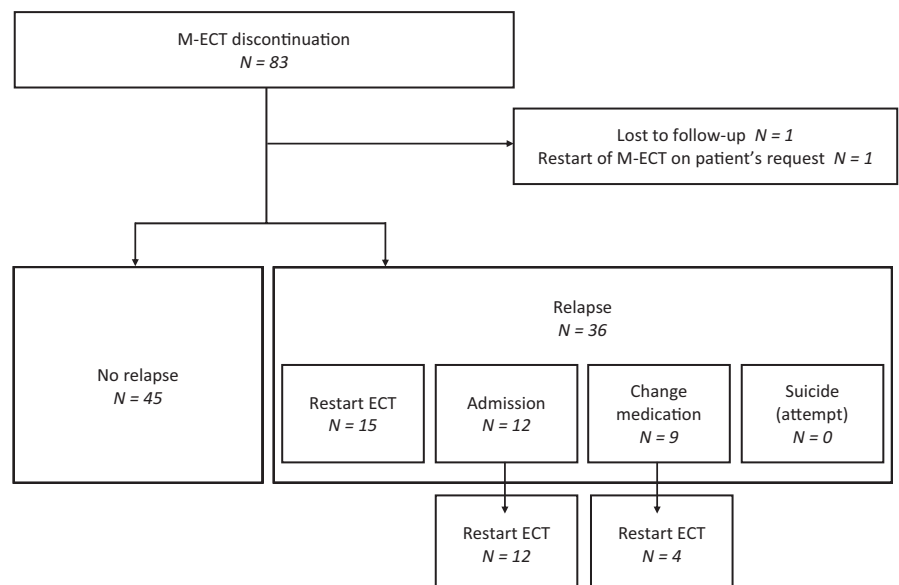 M-ECT discontinuation
N = 83
Lost to follow-up N = 1
Restart of M-ECT on patient's request N = 1
No relapse
N = 45
Relapse
N = 36
Restart ECT
N = 15
Admission
N = 12
Change
medication
N = 9
Suicide
(attempt)
N = 0
Restart ECT
N = 12
Restart ECT
N = 4